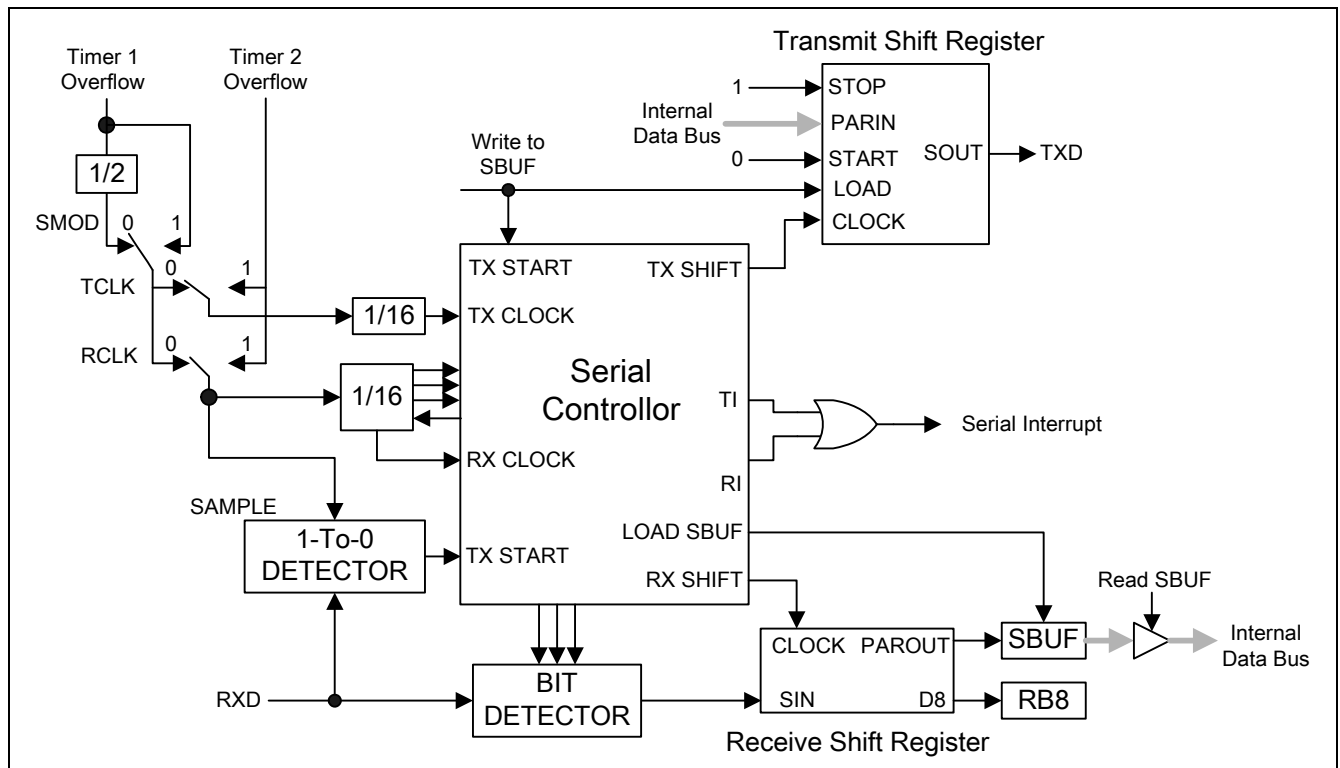 Timer 1
Overflow
Timer 2
Overflow
Transmit Shift Register
1
STOP
Internal
Data Bus
PARIN
0
START
SOUT
TXD
Write to
SBUF
LOAD
CLOCK
1/2
SMOD
0
1
TX START
TX SHIFT
TCLK
0
1
1/16
TX CLOCK
RCLK
0
1
1/16
Serial
Controllor
TI
Serial Interrupt
RX CLOCK
RI
SAMPLE
1-To-0
DETECTOR
TX START
LOAD SBUF
RX SHIFT
Read SBUF
CLOCK
PAROUT
SBUF
Internal
Data Bus
RXD
BIT
DETECTOR
SIN
D8
RB8
Receive Shift Register